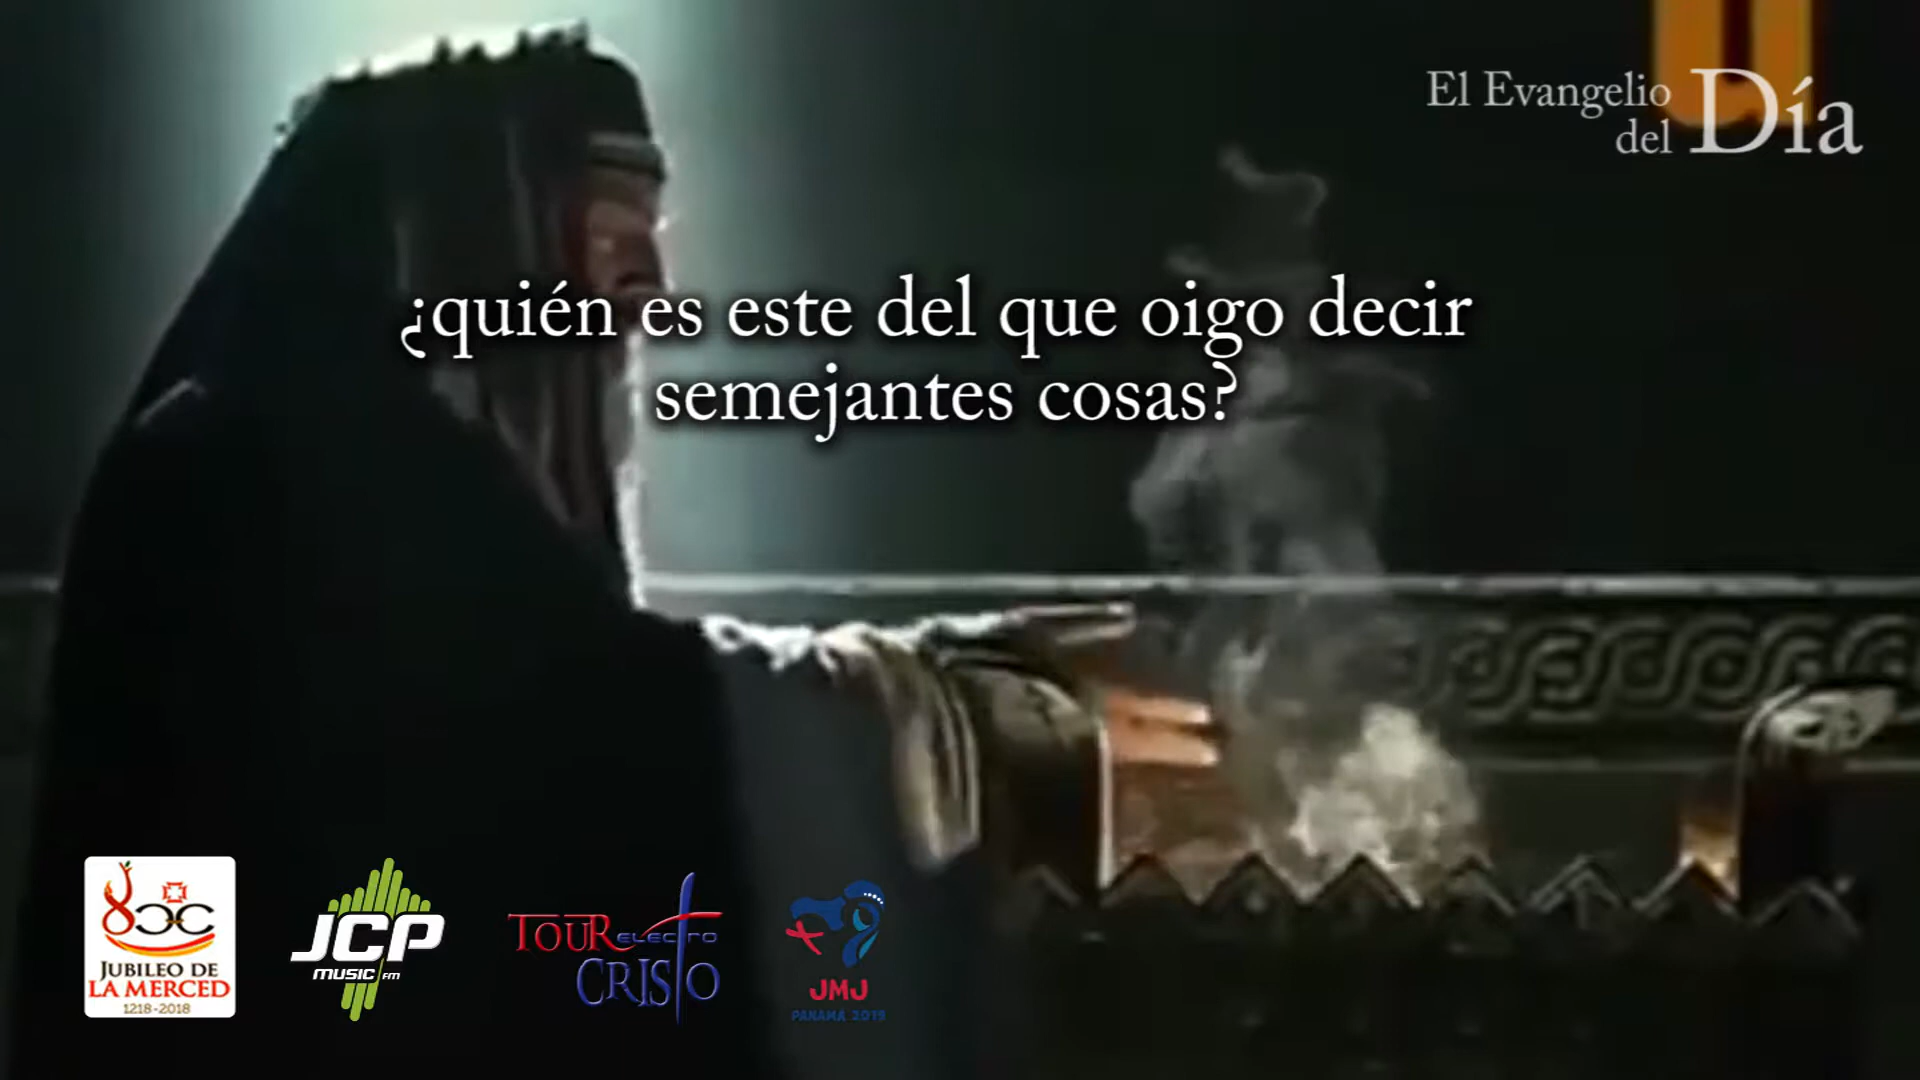 El Evangelio
del Día
¿quién es este del que oigo decir
semejantes cosas?
JUBILEO DE
LA MERCED
1218-2018
JCP
MUSIC FM
TOUR ELECTRO
CRISTO
JMJ
PANAMÁ 2019